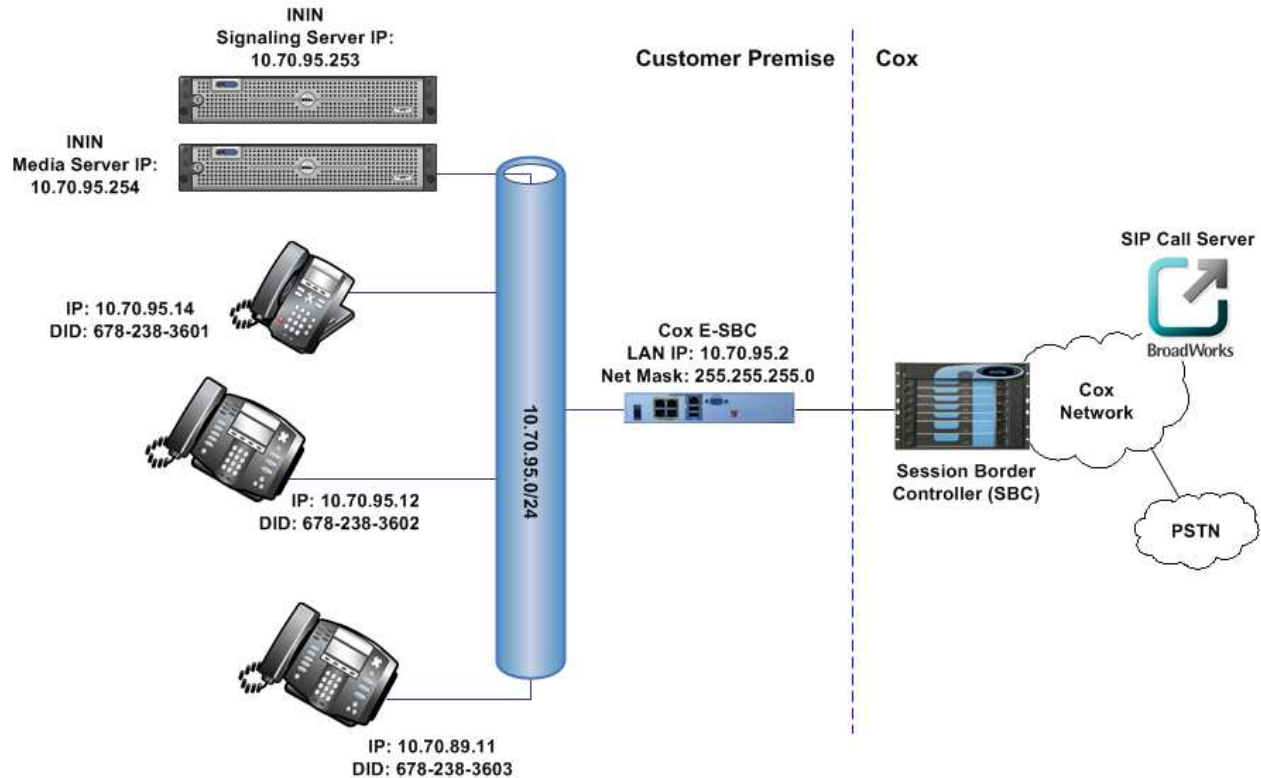 ININ
Signaling Server IP:
10.70.95.253
Customer Premise
Cox
ININ
Media Server IP:
10.70.95.254
SIP Call Server
BroadWorks
IP: 10.70.95.14
DID: 678-238-3601
Cox E-SBC
LAN IP: 10.70.95.2
Net Mask: 255.255.255.0
Cox
Network
10.70.95.0/24
Session Border
Controller (SBC)
IP: 10.70.95.12
DID: 678-238-3602
PSTN
IP: 10.70.89.11
DID: 678-238-3603